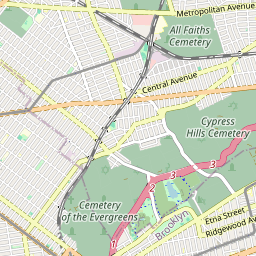 Metropolitan Avenue
All Faiths
Cemetery
Central Avenue
Cypress
Hills Cemetery
3
3
2
Cemetery
of the Evergreens
Brooklyn
Etna Street
Ridgewood Av
1